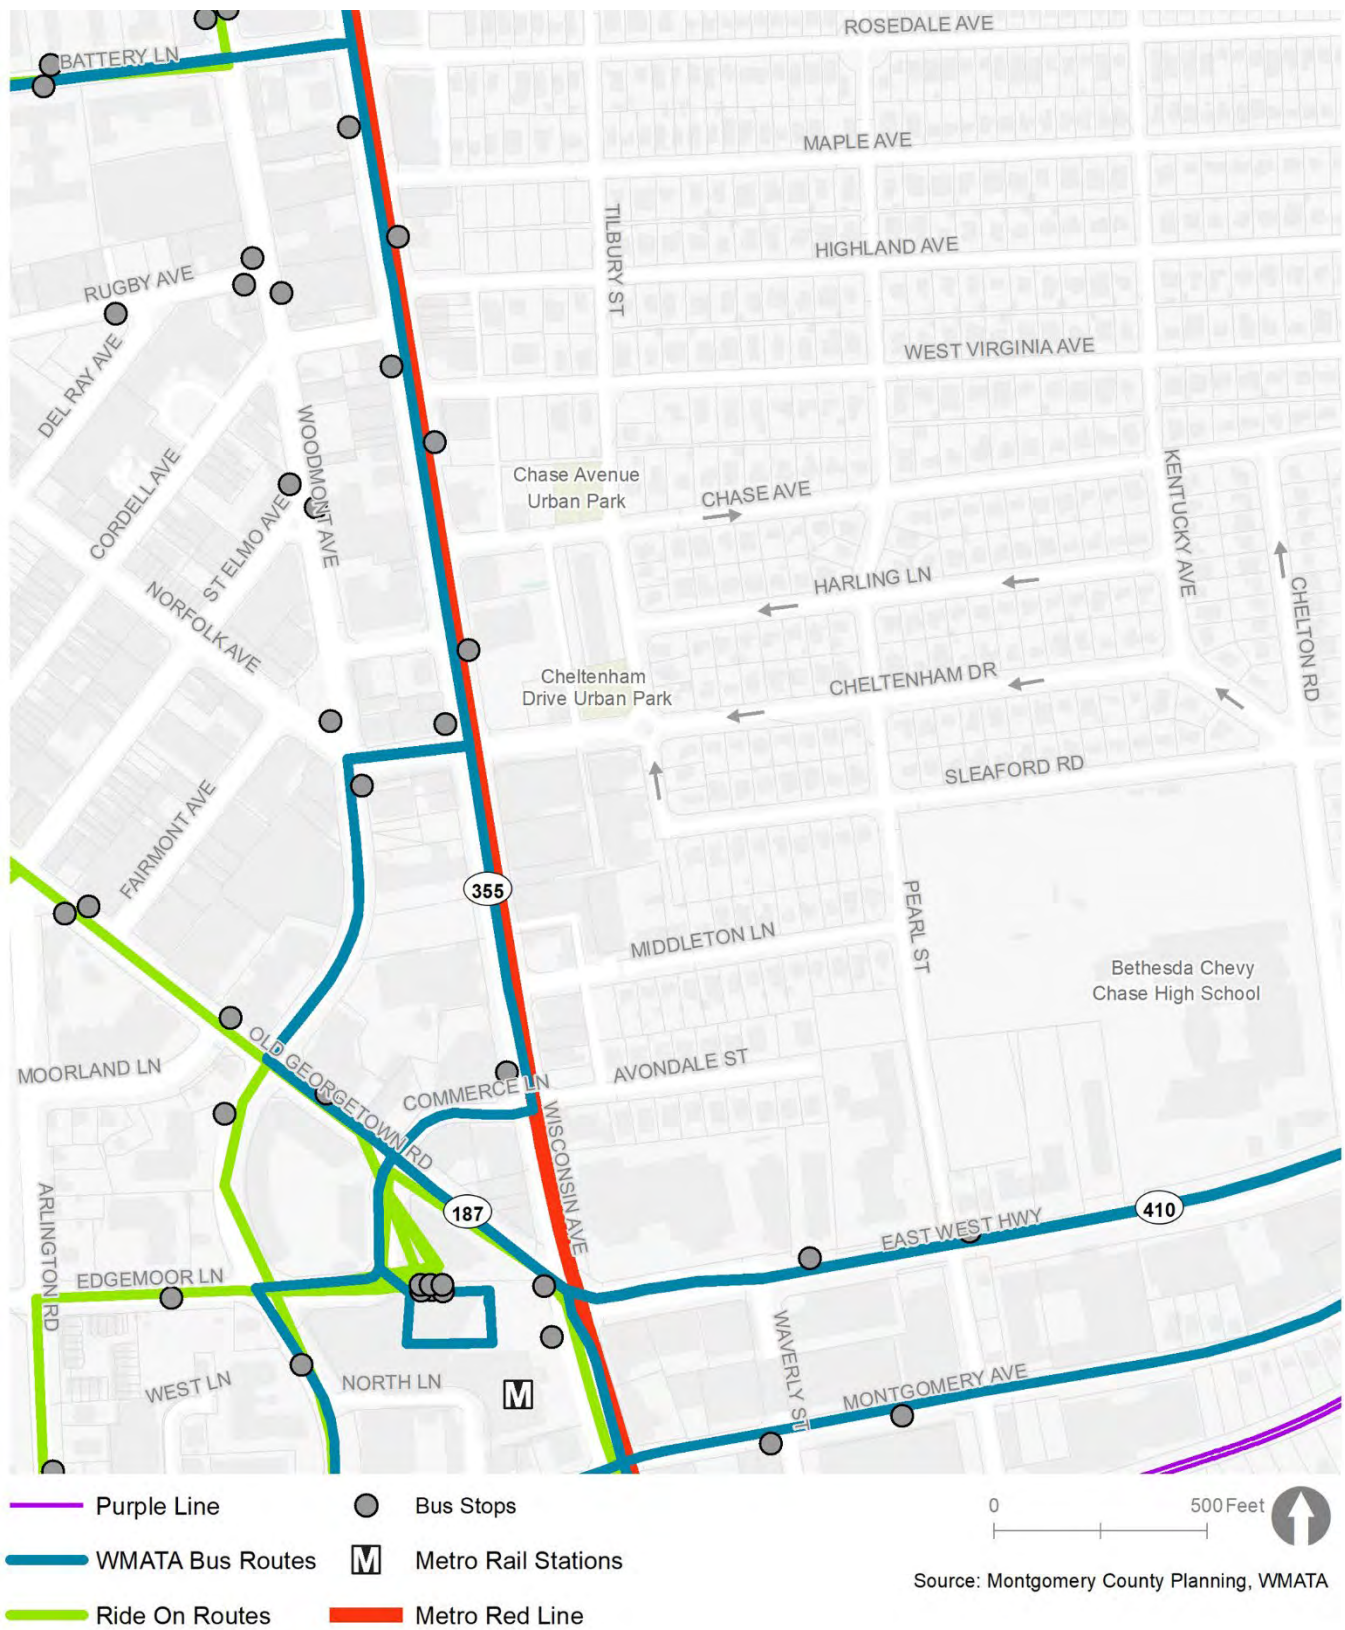 ROSEDALE AVE
BATTERY LN
MAPLE AVE
TILBURY ST
HIGHLAND AVE
RUGBY AVE
DEL RAY AVE
WEST VIRGINIA AVE
WOODMONT AVE
CORDELL AVE
Chase Avenue
Urban Park
CHASE AVE
KENTUCKY AVE
ST ELMO AVE
HARLING LN
CHELTON RD
NORFOLK AVE
Cheltenham
Drive Urban Park
CHELTENHAM DR
SLEAFORD RD
FAIRMONT AVE
355
PEARL ST
MIDDLETON LN
Bethesda Chevy
Chase High School
OLD GEORGETOWN RD
MOORLAND LN
COMMERCE LN
AVONDALE ST
WISCONSIN AVE
ARLINGTON RD
187
410
EAST WEST HWY
EDGEMOOR LN
WAVERLY ST
WEST LN
NORTH LN
M
MONTGOMERY AVE
Purple Line
Bus Stops
0 500 Feet
WMATA Bus Routes
M Metro Rail Stations
Source: Montgomery County Planning, WMATA
Ride On Routes
Metro Red Line